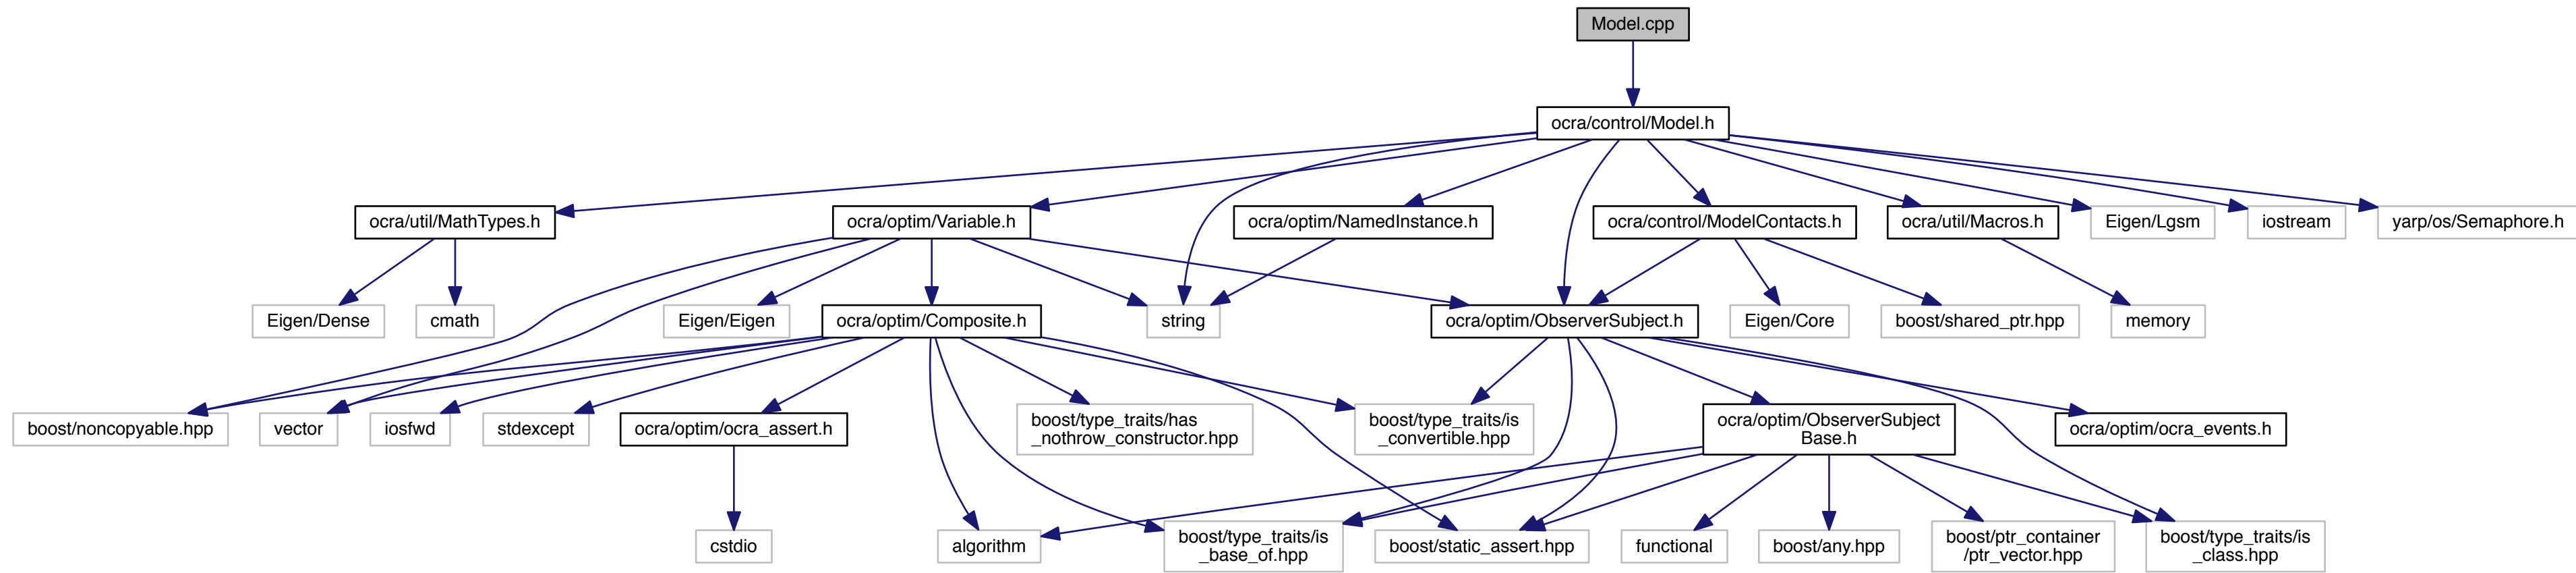 Model.cpp
ocra/control/Model.h
ocra/util/MathTypes.h
ocra/optim/Variable.h
ocra/optim/NamedInstance.h
ocra/control/ModelContacts.h
ocra/util/Macros.h
Eigen/Lgsm
iostream
yarp/os/Semaphore.h
Eigen/Dense
cmath
Eigen/Eigen
ocra/optim/Composite.h
string
ocra/optim/ObserverSubject.h
Eigen/Core
boost/shared_ptr.hpp
memory
boost/noncopyable.hpp
vector
iosfwd
stdexcept
ocra/optim/ocra_assert.h
boost/type_traits/has
_nothrow_constructor.hpp
boost/type_traits/is
_convertible.hpp
ocra/optim/ObserverSubject
Base.h
ocra/optim/ocra_events.h
cstdio
algorithm
boost/type_traits/is
_base_of.hpp
boost/static_assert.hpp
functional
boost/any.hpp
boost/ptr_container
/ptr_vector.hpp
boost/type_traits/is
_class.hpp